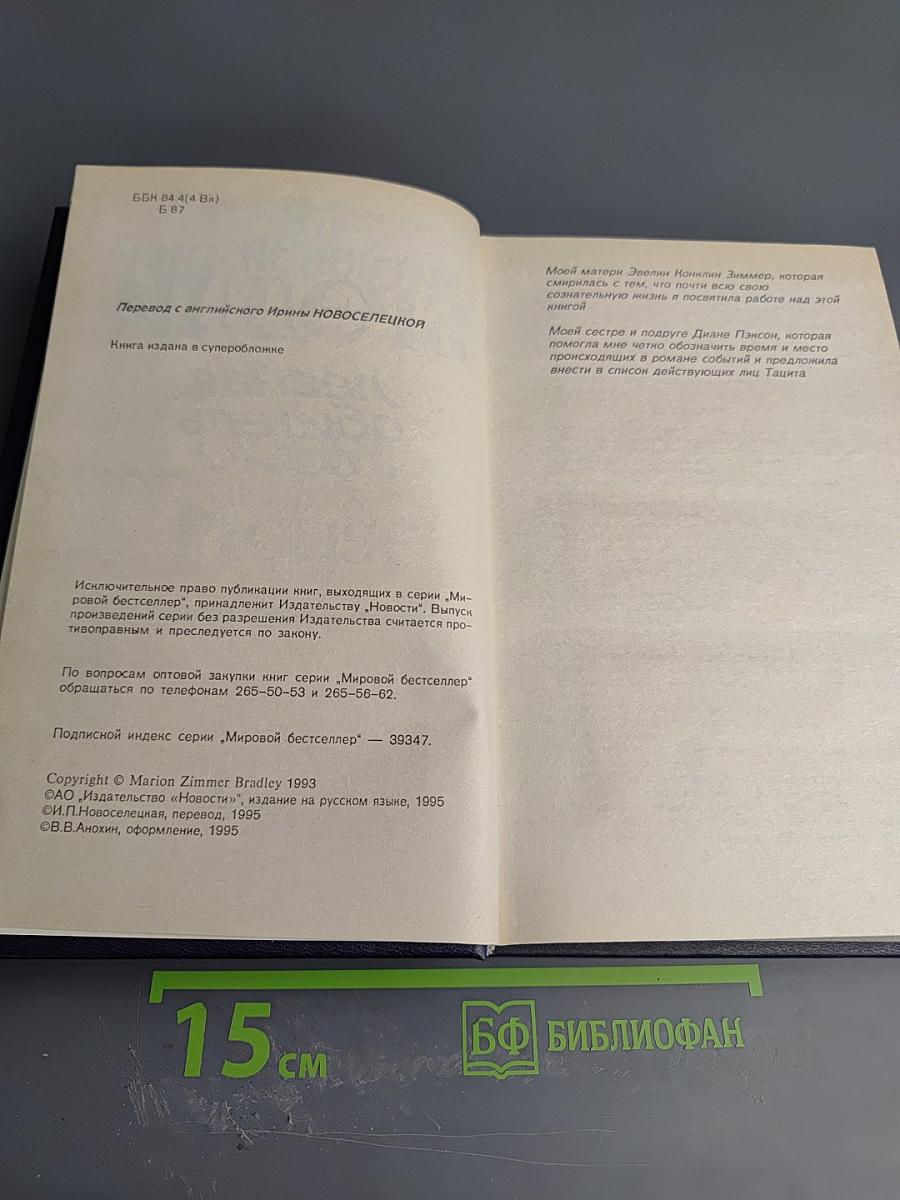 ББК 84.4(4 Вл)
Б 87
Перевод с английского Ирины НОВОСЕЛЕЦКОЙ
Книга издана в суперобложке
Исключительное право публикации книг, выходящих в серии „Ми-
ровой бестселлер“, принадлежит Издательству „Новости“. Выпуск
произведений серии без разрешения Издательства считается про-
тивоправным и преследуется по закону.
По вопросам оптовой закупки книг серии „Мировой бестселлер“
обращаться по телефонам 265–50–53 и 265–56–62.
Подписной индекс серии „Мировой бестселлер“ — 39347.
Copyright © Marion Zimmer Bradley 1993
©АО „Издательство «Новости»“, издание на русском языке, 1995
©И.П.Новоселецкая, перевод, 1995
©В.В.Анохин, оформление, 1995
Моей матери Эвелин Конклин Зиммер, которая
смирилась с тем, что почти всю свою
сознательную жизнь я посвятила работе над этой
книгой
Моей сестре и подруге Диане Пэксон, которая
помогла мне четко обозначить время и место
происходящих в романе событий и предложила
внести в список действующих лиц Тацита
15 см
БФ БИБЛИОФАН